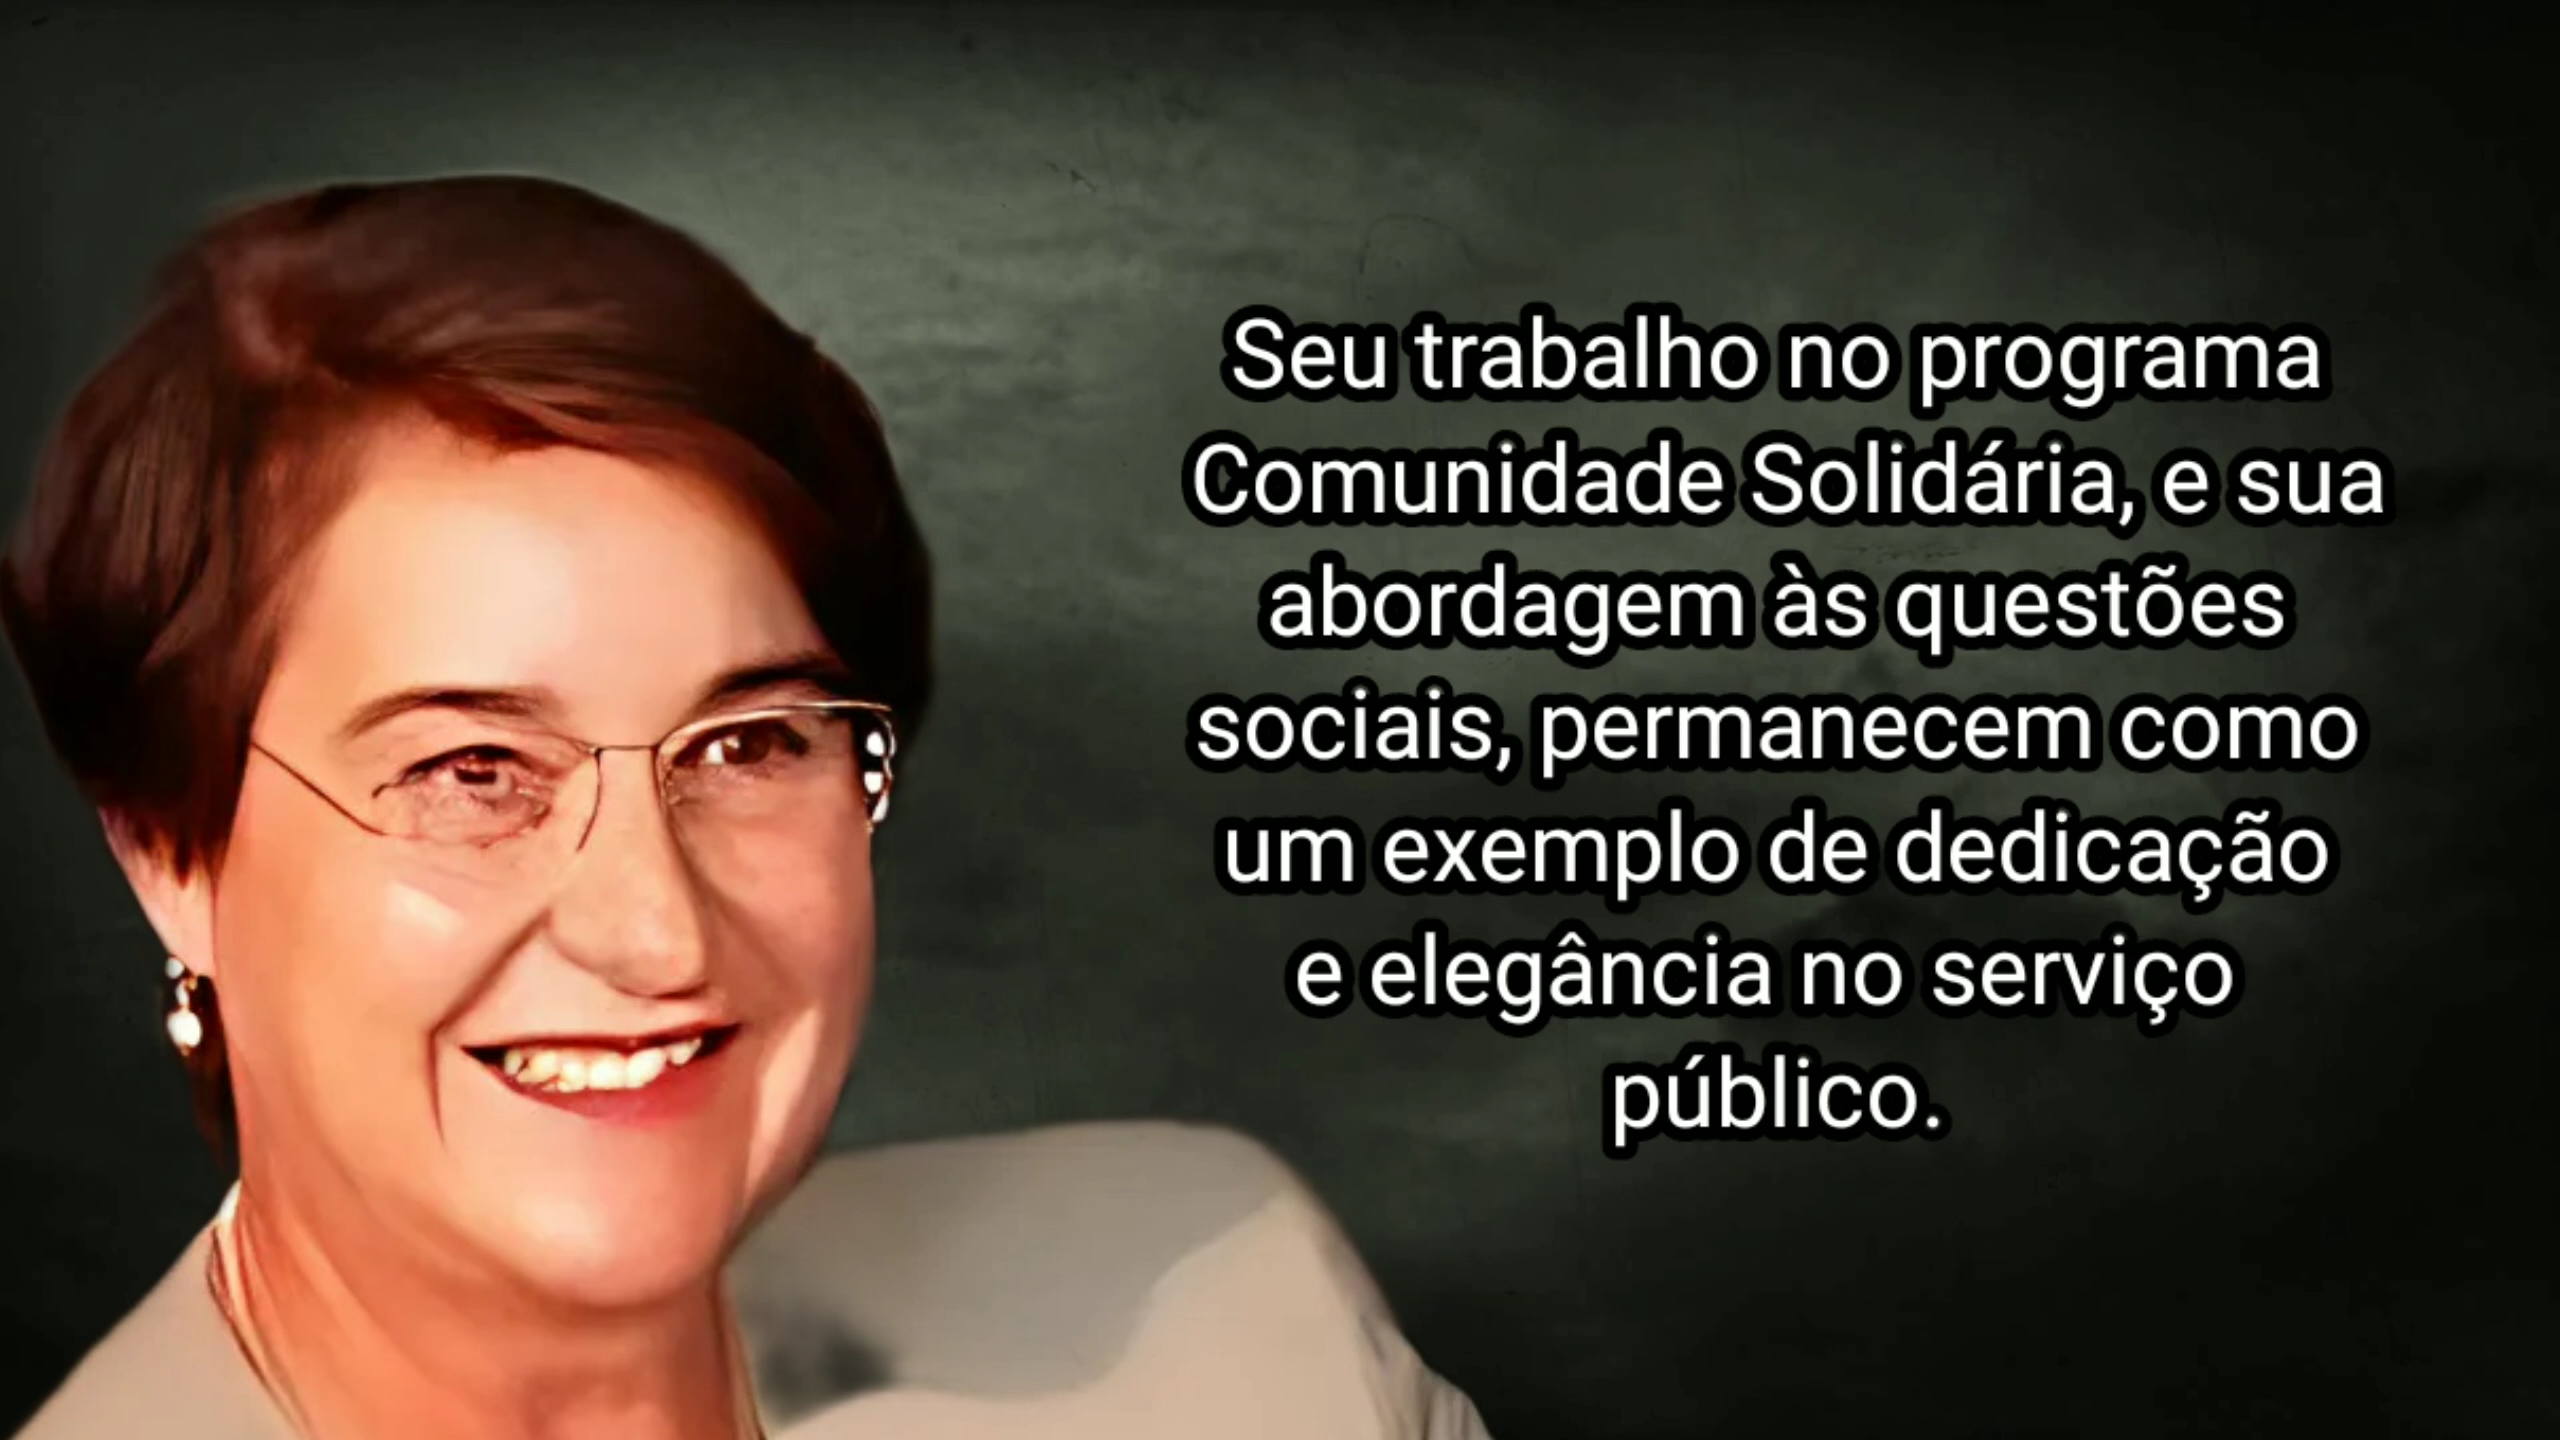 Seu trabalho no programa
Comunidade Solidária, e sua
abordagem às questões
sociais, permanecem como
um exemplo de dedicação
e elegância no serviço
público.